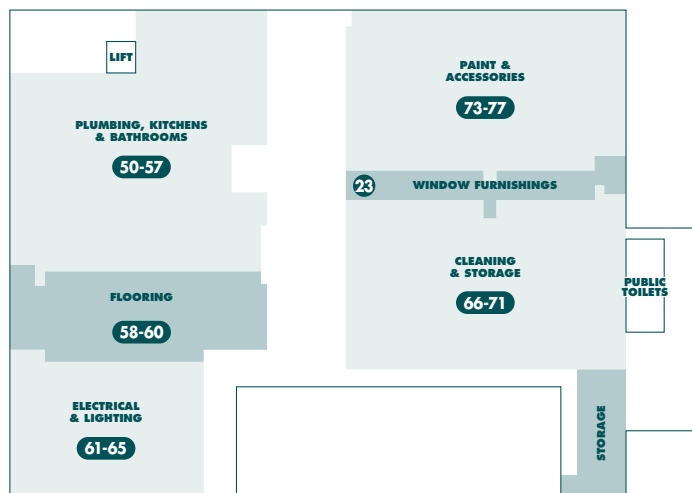 LIFT
PLUMBING, KITCHENS
& BATHROOMS
50-57
FLOORING
58-60
ELECTRICAL
& LIGHTING
61-65
PAINT &
ACCESSORIES
73-77
23 WINDOW FURNISHINGS
CLEANING
& STORAGE
66-71
PUBLIC
TOILETS
STORAGE